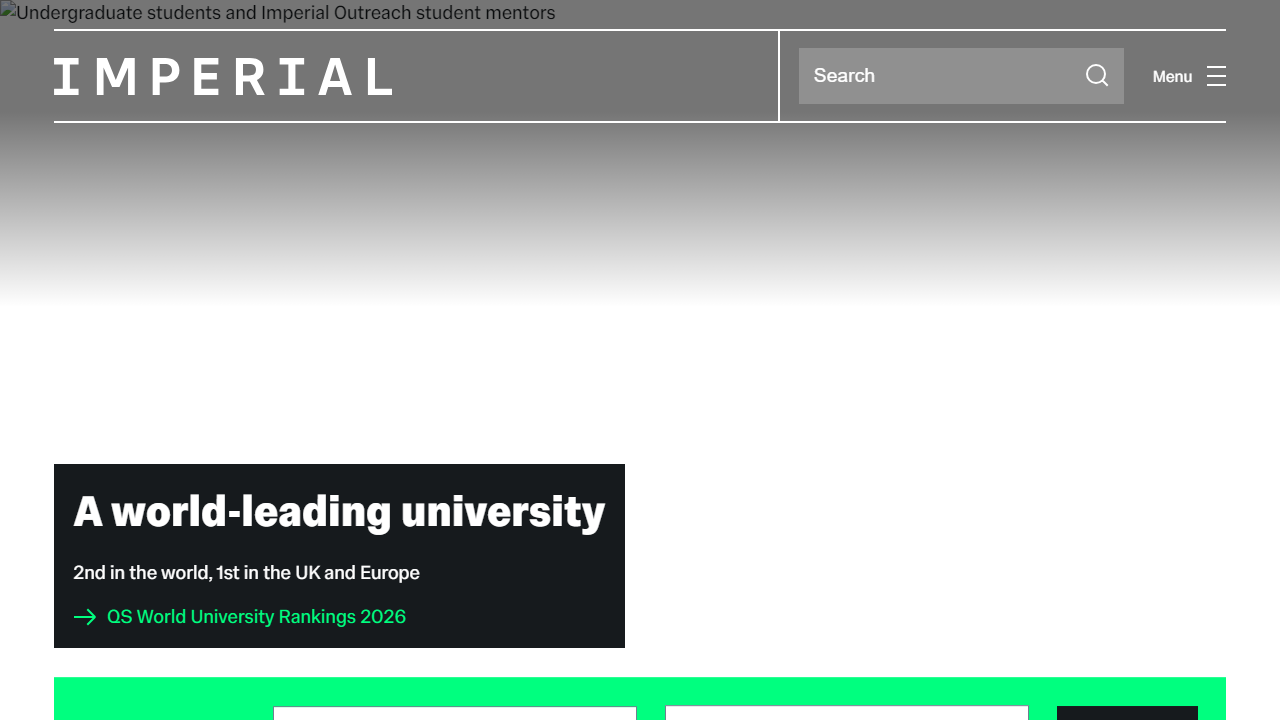 Undergraduate students and Imperial Outreach student mentors
IMPERIAL
Search
Menu
A world-leading university
2nd in the world, 1st in the UK and Europe
QS World University Rankings 2026